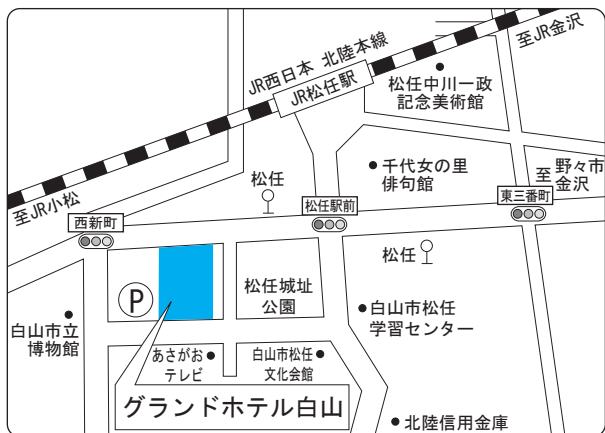 至JR金沢
JR西日本 北陸本線
JR松任駅
松任中川一政
記念美術館
千代女の里
俳句館
至 野々市
金沢
松任
松任駅前
東三番町
至JR小松
西新町
松任
P
松任城址
公園
白山市松任
学習センター
白山市立
博物館
あさがお
テレビ
白山市松任
文化会館
グランドホテル白山
北陸信用金庫